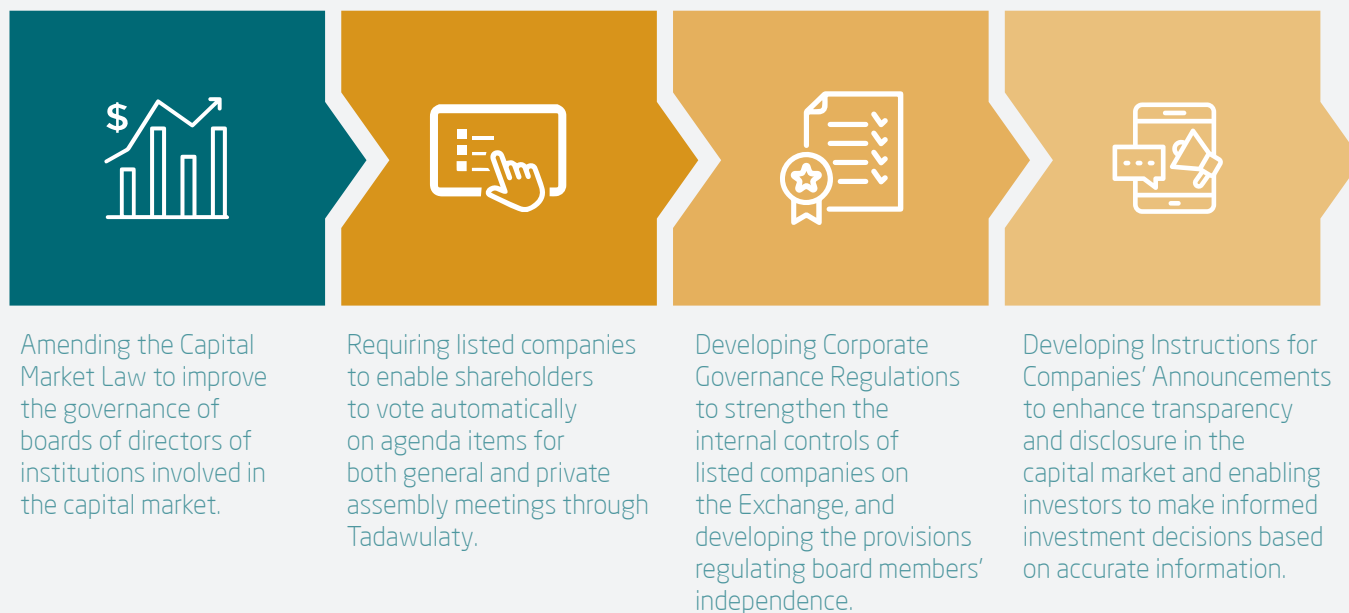 $
Amending the Capital
Market Law to improve
the governance of
boards of directors of
institutions involved in
the capital market.
Requiring listed companies
to enable shareholders
to vote automatically
on agenda items for
both general and private
assembly meetings through
Tadawulaty.
Developing Corporate
Governance Regulations
to strengthen the
internal controls of
listed companies on
the Exchange, and
developing the provisions
regulating board members'
independence.
Developing Instructions for
Companies' Announcements
to enhance transparency
and disclosure in the
capital market and enabling
investors to make informed
investment decisions based
on accurate information.